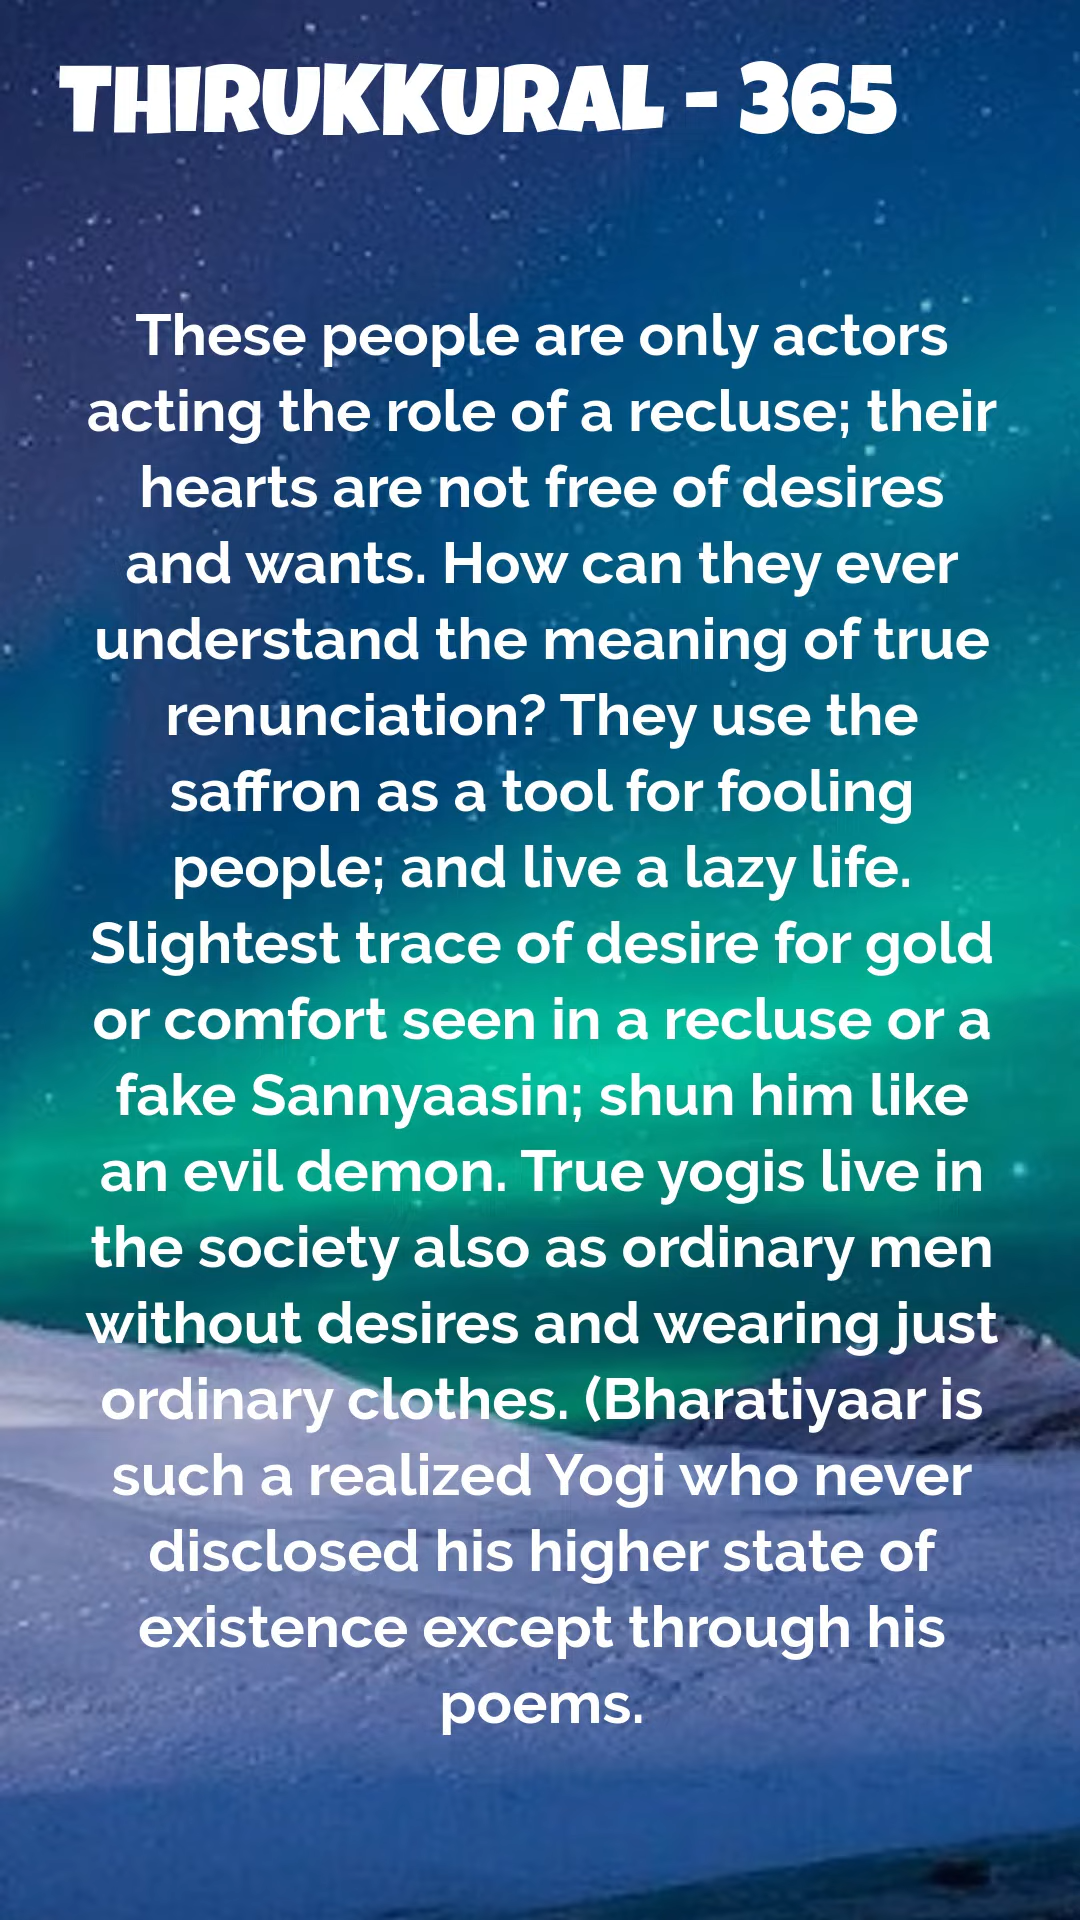 THIRUKKURAL - 365
These people are only actors
acting the role of a recluse; their
hearts are not free of desires
and wants. How can they ever
understand the meaning of true
renunciation? They use the
saffron as a tool for fooling
people; and live a lazy life.
Slightest trace of desire for gold
or comfort seen in a recluse or a
fake Sannyaasin; shun him like
an evil demon. True yogis live in
the society also as ordinary men
without desires and wearing just
ordinary clothes. (Bharatiyaar is
such a realized Yogi who never
disclosed his higher state of
existence except through his
poems.